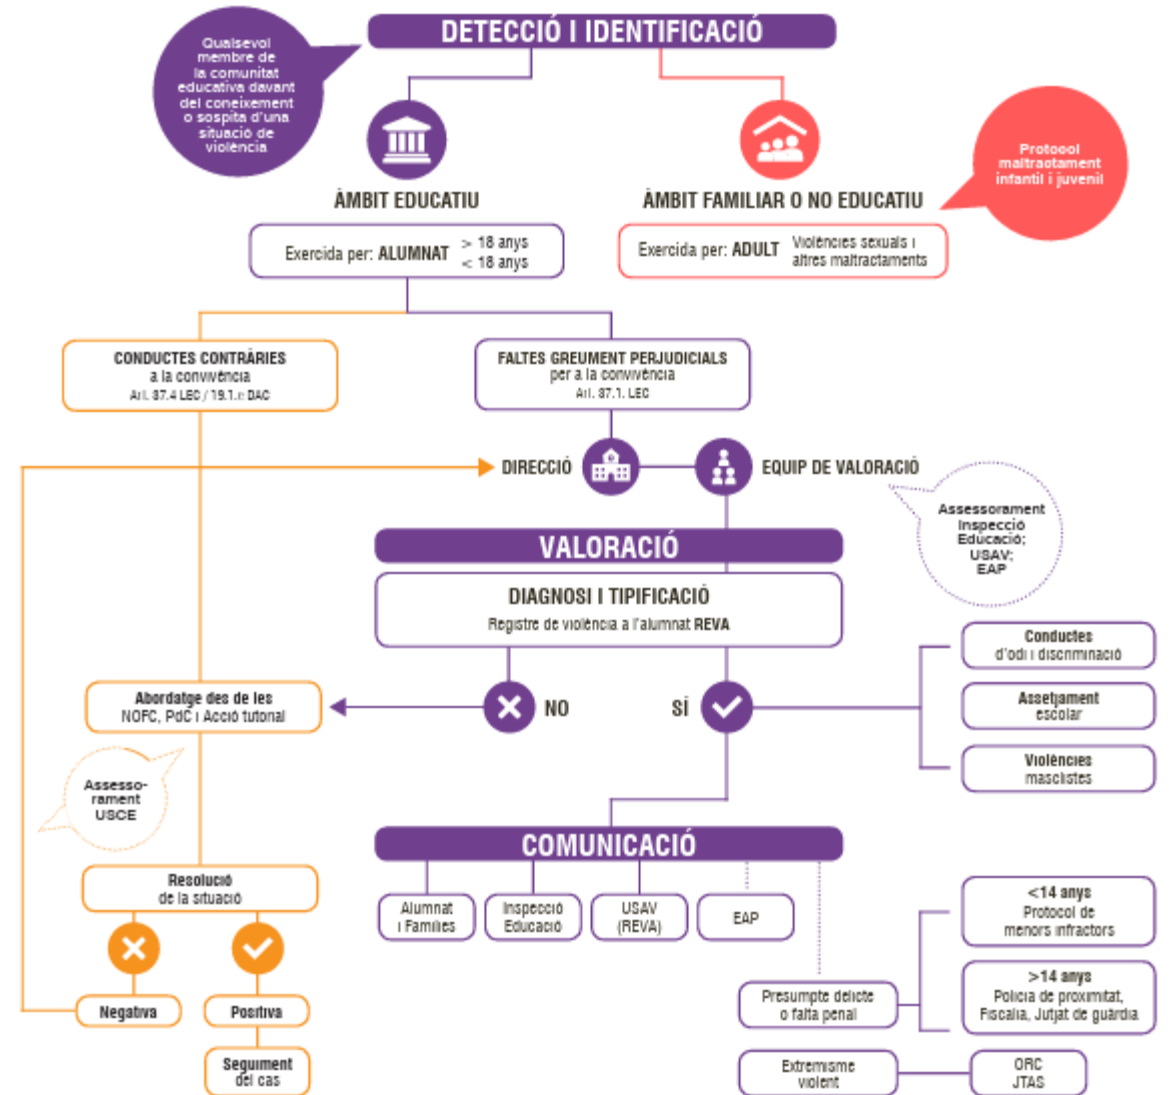 DETECCIÓ I IDENTIFICACIÓ
Qualsevol
membre de
la comunitat
educativa davant
del coneixement
o sospita d'una
situació de
violència
Protocol
maltractament
infantil i juvenil
ÀMBIT EDUCATIU
ÀMBIT FAMILIAR O NO EDUCATIU
Exercida per: ALUMNAT
> 18 anys
< 18 anys
Exercida per: ADULT
Violències sexuals i
altres maltractaments
CONDUCTES CONTRÀRIES
a la convivència
Art. 37.4 LEC / 19.1.c DAC
FALTES GREUMENT PERJUDICIALS
per a la convivència
Art. 37.1. LEC
DIRECCIÓ
EQUIP DE VALORACIÓ
Assessorament
Inspecció
Educació;
USAV;
EAP
VALORACIÓ
DIAGNOSI I TIPIFICACIÓ
Registre de violència a l'alumnat REVA
Conductes
d'odi i discriminació
Assetjament
escolar
Violències
masclistes
NO
SÍ
Abordatge des de les
NOFC, PdC i Acció tutorial
Assesso-
rament
USCE
COMUNICACIÓ
Alumnat
i Famílies
Inspecció
Educació
USAV
(REVA)
EAP
Resolució
de la situació
Negativa
Positiva
Seguiment
del cas
Presumpte delicte
o falta penal
<14 anys
Protocol de
menors infractors
>14 anys
Policia de proximitat,
Fiscalia, Jutjat de guàrdia
Extremisme
violent
ORC
JTAS